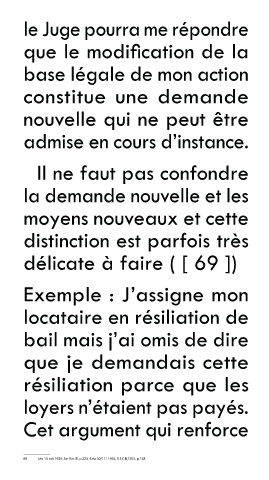 le Juge pourra me répondre
que le modification de la
base légale de mon action
constitue une demande
nouvelle qui ne peut être
admise en cours d'instance.
Il ne faut pas confondre
la demande nouvelle et les
moyens nouveaux et cette
distinction est parfois très
délicate à faire ( [ 69 ])
Exemple : J'assigne mon
locataire en résiliation de
bail mais j'ai omis de dire
que je demandais cette
résiliation parce que les
loyers n'étaient pas payés.
Cet argument qui renforce
69